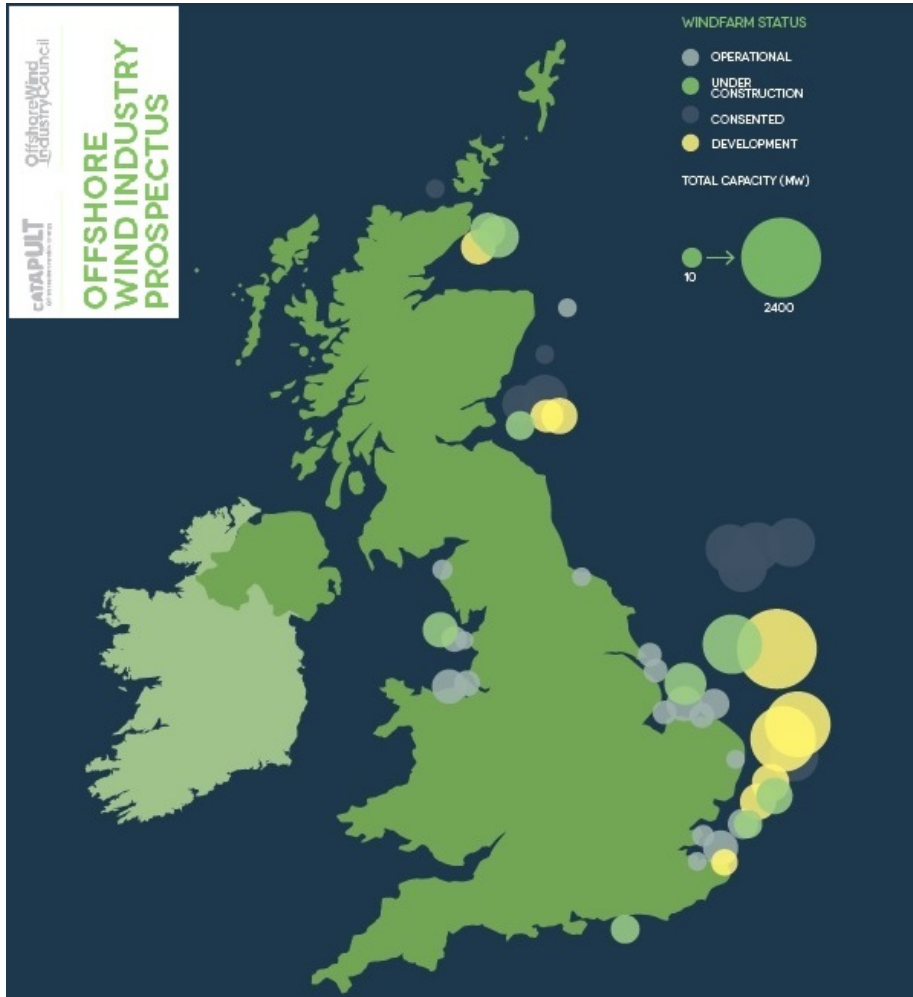 OFFSHORE
WIND INDUSTRY
PROSPECTUS
CATAPULT
OffshoreWind
IndustryCouncil
WINDFARM STATUS
OPERATIONAL
UNDER
CONSTRUCTION
CONSENTED
DEVELOPMENT
TOTAL CAPACITY (MW)
10
2400